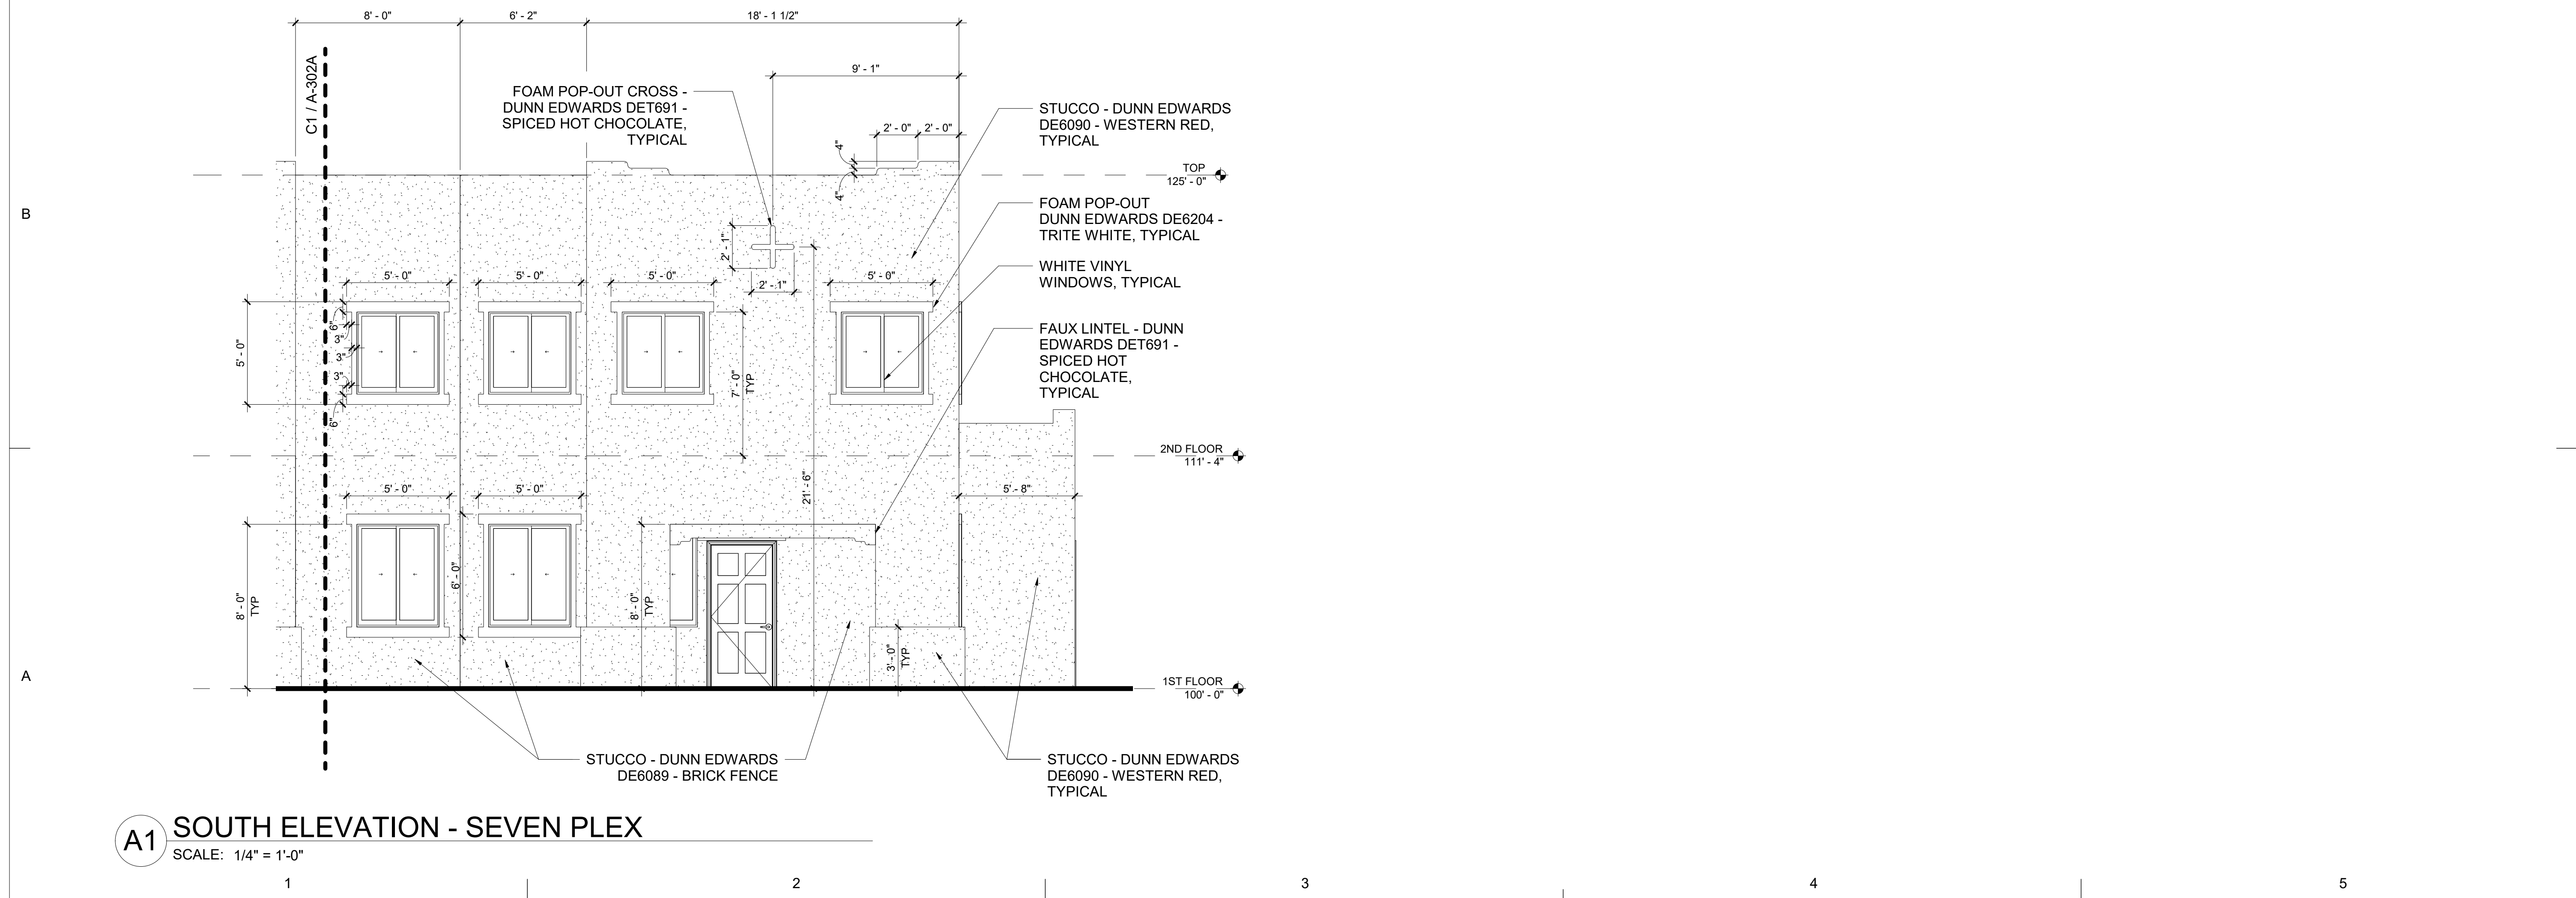 8' - 0"
6' - 2"
18' - 1 1/2"
9' - 1"
C1 / A-302A
FOAM POP-OUT CROSS -
DUNN EDWARDS DET691 -
SPICED HOT CHOCOLATE,
TYPICAL
STUCCO - DUNN EDWARDS
DE6090 - WESTERN RED,
TYPICAL
2' - 0"
2' - 0"
4"
4"
TOP
125' - 0"
B
FOAM POP-OUT
DUNN EDWARDS DE6204 -
TRITE WHITE, TYPICAL
2' - 1"
2' - 1"
WHITE VINYL
WINDOWS, TYPICAL
5' - 0"
5' - 0"
5' - 0"
5' - 0"
FAUX LINTEL - DUNN
EDWARDS DET691 -
SPICED HOT
CHOCOLATE,
TYPICAL
5' - 0"
6"
3"
3"
3"
6"
7' - 0"
TYP
2ND FLOOR
111' - 4"
21' - 6"
5' - 0"
5' - 0"
5' - 8"
8' - 0"
TYP
6' - 0"
8' - 0"
TYP
3' - 0"
TYP
A
1ST FLOOR
100' - 0"
STUCCO - DUNN EDWARDS
DE6089 - BRICK FENCE
STUCCO - DUNN EDWARDS
DE6090 - WESTERN RED,
TYPICAL
A1
SOUTH ELEVATION - SEVEN PLEX
SCALE: 1/4" = 1'-0"
1
2
3
4
5